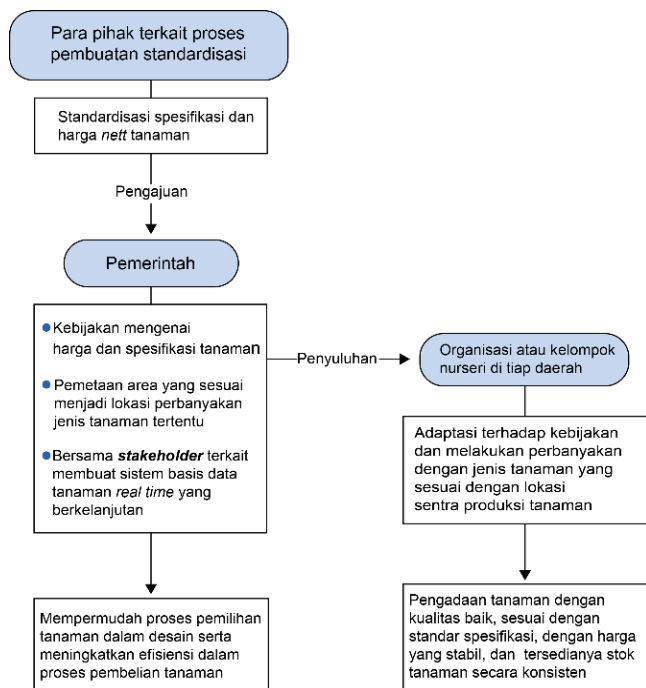 Para pihak terkait proses
pembuatan standardisasi
Standardisasi spesifikasi dan
harga nett tanaman
Pengajuan
Pemerintah
Kebijakan mengenai
harga dan spesifikasi tanaman
Pemetaan area yang sesuai
menjadi lokasi perbanyakan
jenis tanaman tertentu
Bersama stakeholder terkait
membuat sistem basis data
tanaman real time yang
berkelanjutan
Penyuluhan
Organisasi atau kelompok
nurseri di tiap daerah
Adaptasi terhadap kebijakan
dan melakukan perbanyakan
dengan jenis tanaman yang
sesuai dengan lokasi
sentra produksi tanaman
Mempermudah proses pemilihan
tanaman dalam desain serta
meningkatkan efisiensi dalam
proses pembelian tanaman
Pengadaan tanaman dengan
kualitas baik, sesuai dengan
standar spesifikasi, dengan harga
yang stabil, dan tersedianya stok
tanaman secara konsisten